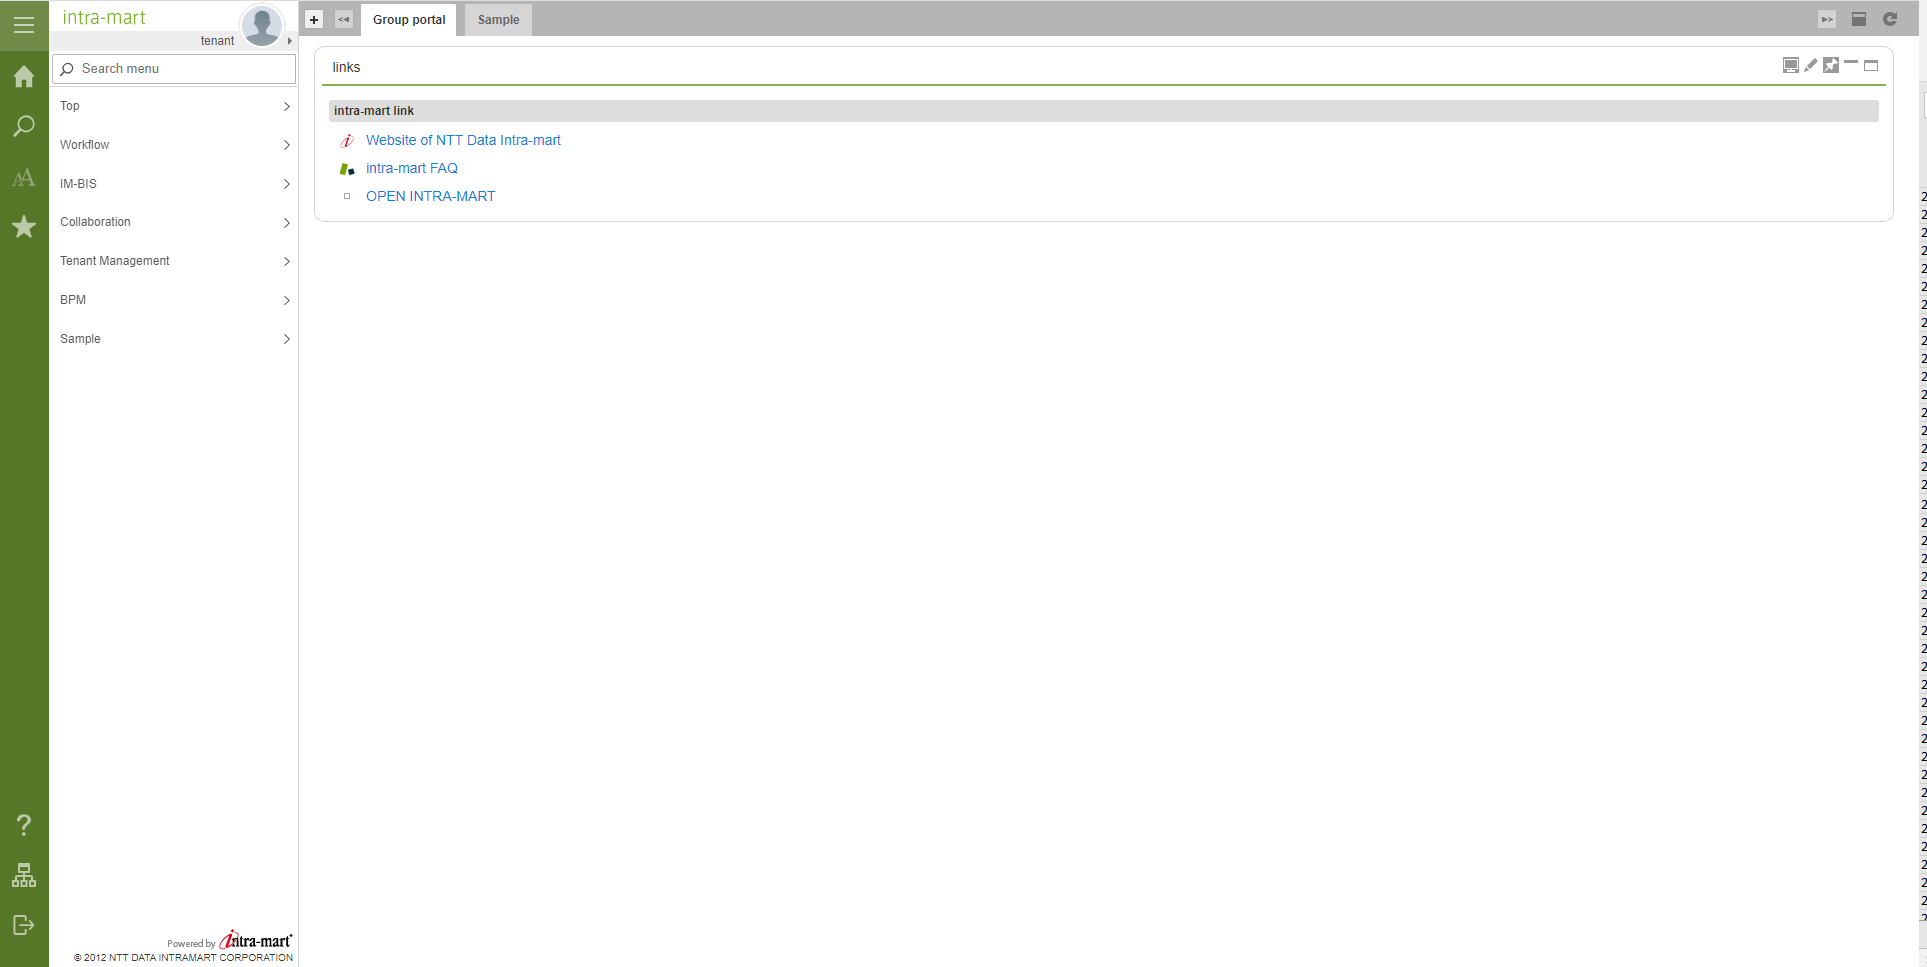 intra-mart
tenant
Search menu
Top
Workflow
IM-BIS
Collaboration
Tenant Management
BPM
Sample
Powered by intra-mart
© 2012 NTT DATA INTRAMART CORPORATION
Group portal
Sample
links
intra-mart link
Website of NTT Data Intra-mart
intra-mart FAQ
OPEN INTRA-MART